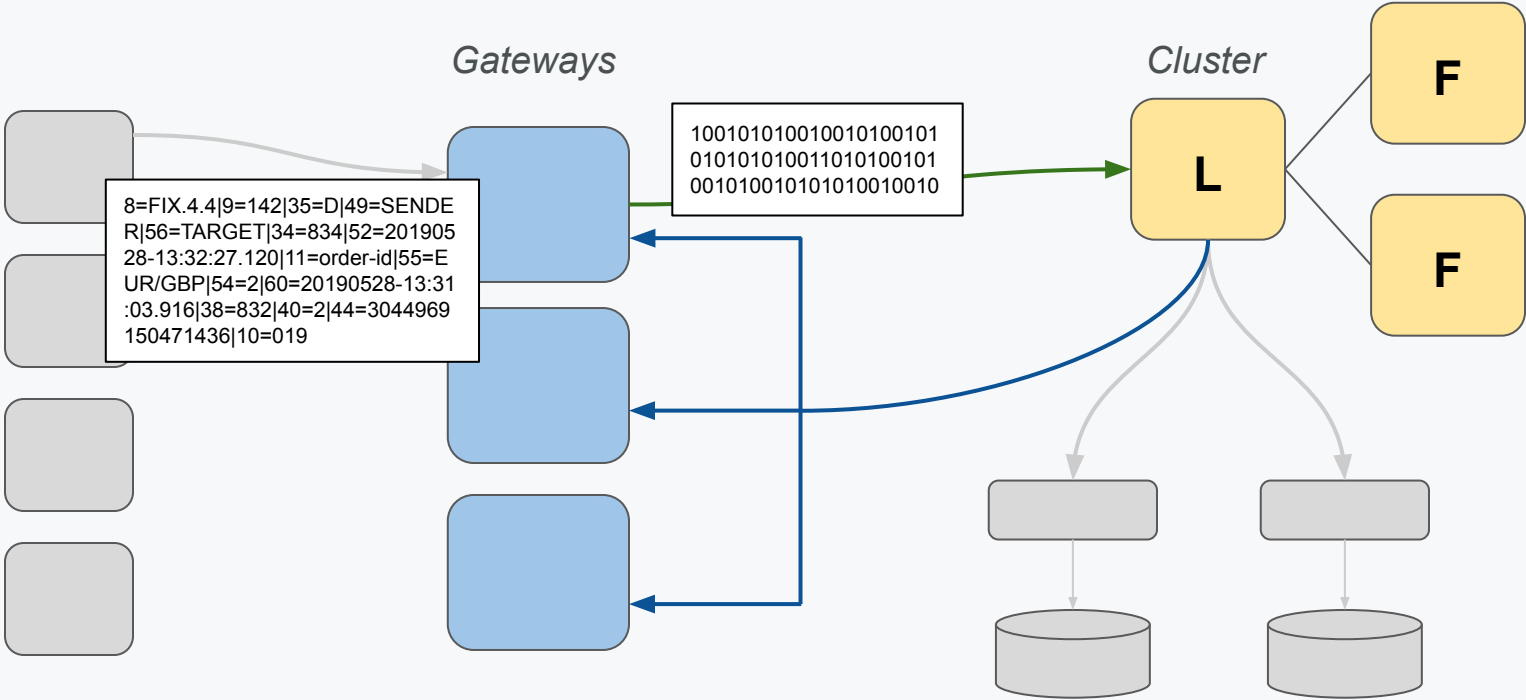 Gateways
Cluster
F
100101010010010100101
010101010011010100101
001010010101010010010
L
8=FIX.4.4|9=142|35=D|49=SENDE
R|56=TARGET|34=834|52=201905
28-13:32:27.120|11=order-id|55=E
UR/GBP|54=2|60=20190528-13:31
:03.916|38=832|40=2|44=3044969
150471436|10=019
F